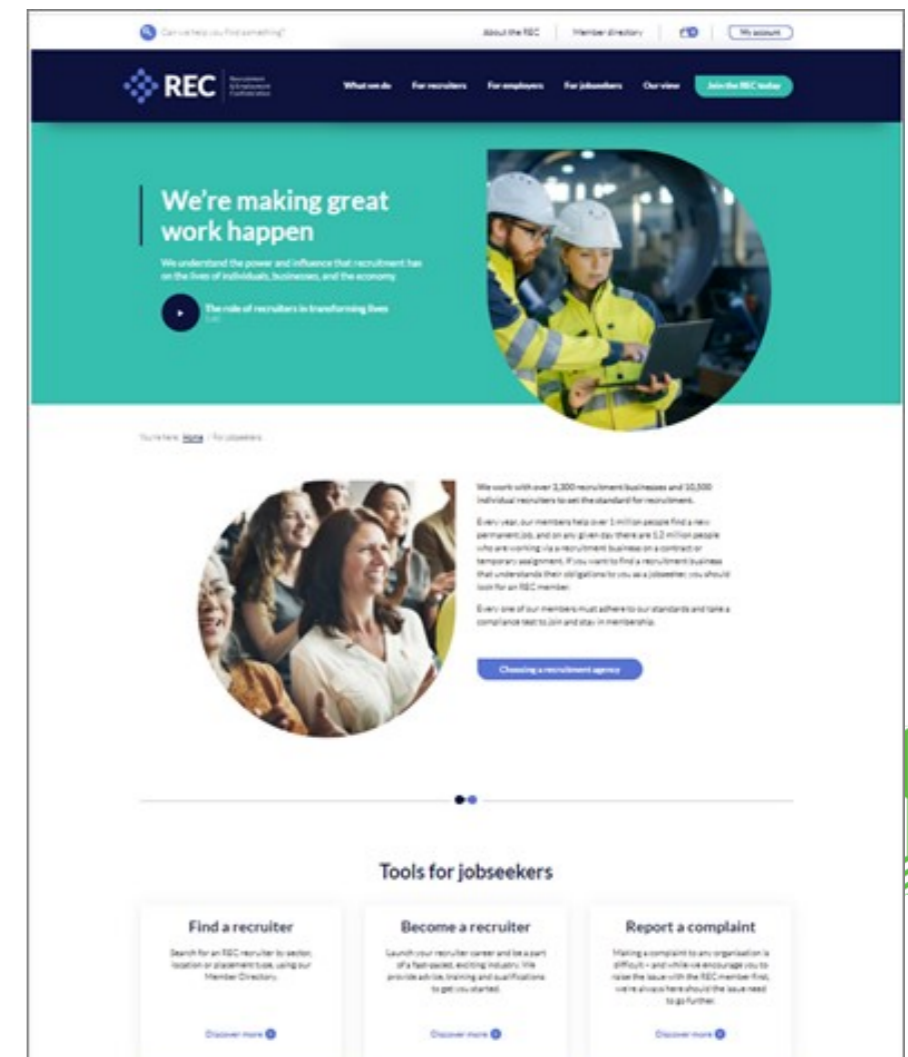 Can we help you find something?
About the REC
Member directory
My account
REC
Recruitment
& Employment
Confederation
What we do
For recruiters
For employers
For jobseekers
Our view
Join the REC today
We're making great
work happen
We understand the power and influence that recruitment has
on the lives of individuals, businesses, and the economy.
The role of recruiters in transforming lives
You're here: Home / For jobseekers
We work with over 3,300 recruitment businesses and 10,500
individual recruiters to set the standard for recruitment.
Every year, our members help over 1 million people find a new
permanent job, and on any given day there are 1.2 million people
who are working via a recruitment business on a contract or
temporary assignment. If you want to find a recruitment business
that understands their obligations to you as a jobseeker, you should
look for an REC member.
Every one of our members must adhere to our standards and take a
compliance test to join and stay in membership.
Choosing a recruitment agency
Tools for jobseekers
Find a recruiter
Search for an REC recruiter by sector,
location or placement type, using our
Member Directory.
Discover more
Become a recruiter
Launch your recruiter career and be a part
of a fast-paced, exciting industry. We
provide advice, training and qualifications
to get you started.
Discover more
Report a complaint
Making a complaint to any organisation is
difficult – and while we encourage you to
raise the issue with the REC member first,
we're always here should the issue need
to go further.
Discover more